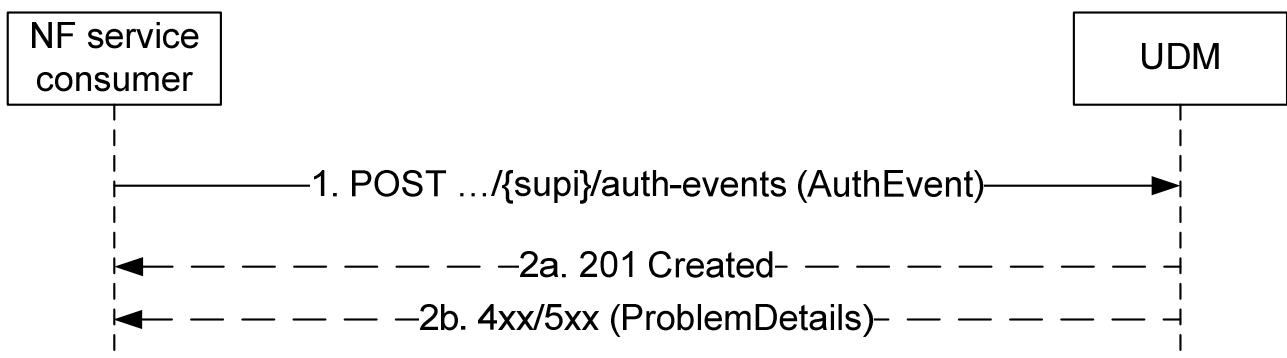 NF service
consumer
UDM
1. POST …/{supi}/auth-events (AuthEvent)
2a. 201 Created
2b. 4xx/5xx (ProblemDetails)